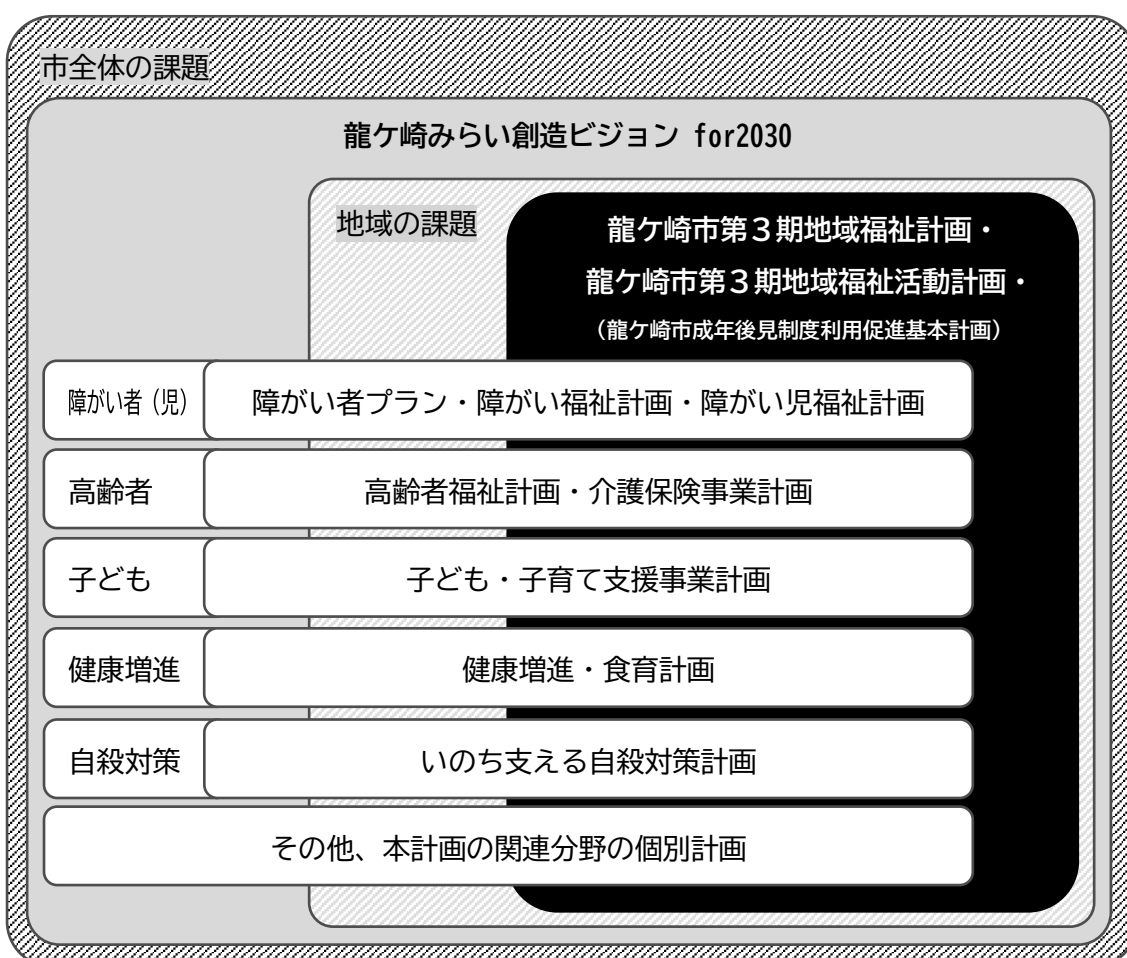 市全体の課題
龍ケ崎みらい創造ビジョン for2030
地域の課題
龍ケ崎市第３期地域福祉計画・
龍ケ崎市第３期地域福祉活動計画・
（龍ケ崎市成年後見制度利用促進基本計画）
障がい者（児）
障がい者プラン・障がい福祉計画・障がい児福祉計画
高齢者
高齢者福祉計画・介護保険事業計画
子ども
子ども・子育て支援事業計画
健康増進
健康増進・食育計画
自殺対策
いのち支える自殺対策計画
その他、本計画の関連分野の個別計画